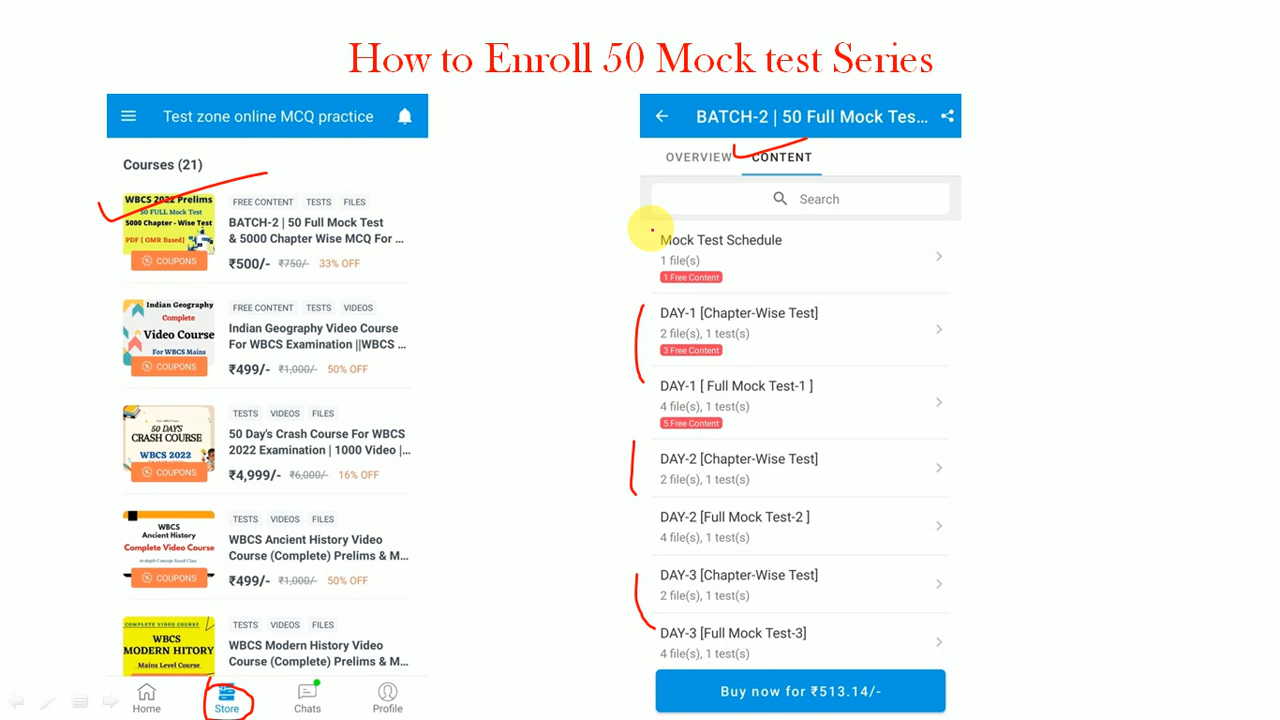 How to Enroll 50 Mock test Series
Test zone online MCQ practice
Courses (21)
WBCS 2022 Prelims
50 FULL Mock Test
5000 Chapter - Wise Test
PDF [ OMR Based]
COUPONS
FREE CONTENT TESTS FILES
BATCH-2 | 50 Full Mock Test
& 5000 Chapter Wise MCQ For ...
₹500/- ₹750/- 33% OFF
Indian Geography
Complete
Video Course
For WBCS Mains
COUPONS
FREE CONTENT TESTS VIDEOS
Indian Geography Video Course
For WBCS Examination ||WBCS ...
₹499/- ₹1,000/- 50% OFF
50 DAYS
CRASH COURSE
WBCS 2022
COUPONS
TESTS VIDEOS FILES
50 Day's Crash Course For WBCS
2022 Examination | 1000 Video |...
₹4,999/- ₹6,000/- 16% OFF
WBCS
Ancient History
Complete Video Course
in-depth Concept Based Class
COUPONS
TESTS VIDEOS FILES
WBCS Ancient History Video
Course (Complete) Prelims & M...
₹499/- ₹1,000/- 50% OFF
COMPLETE VIDEO COURSE
WBCS
MODERN HITORY
Mains Level Course
TESTS VIDEOS FILES
WBCS Modern History Video
Course (Complete) Prelims & M...
Home Store Chats Profile
BATCH-2 | 50 Full Mock Tes...
OVERVIEW CONTENT
Search
Mock Test Schedule
1 file(s)
1 Free Content
DAY-1 [Chapter-Wise Test]
2 file(s), 1 test(s)
3 Free Content
DAY-1 [ Full Mock Test-1 ]
4 file(s), 1 test(s)
5 Free Content
DAY-2 [Chapter-Wise Test]
2 file(s), 1 test(s)
DAY-2 [Full Mock Test-2 ]
4 file(s), 1 test(s)
DAY-3 [Chapter-Wise Test]
2 file(s), 1 test(s)
DAY-3 [Full Mock Test-3]
4 file(s), 1 test(s)
Buy now for ₹513.14/-